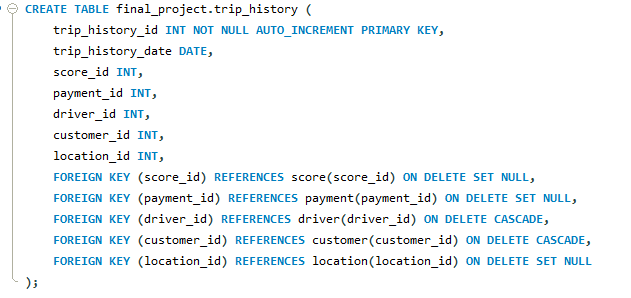 CREATE TABLE final_project.trip_history (
trip_history_id INT NOT NULL AUTO_INCREMENT PRIMARY KEY,
trip_history_date DATE,
score_id INT,
payment_id INT,
driver_id INT,
customer_id INT,
location_id INT,
FOREIGN KEY (score_id) REFERENCES score(score_id) ON DELETE SET NULL,
FOREIGN KEY (payment_id) REFERENCES payment(payment_id) ON DELETE SET NULL,
FOREIGN KEY (driver_id) REFERENCES driver(driver_id) ON DELETE CASCADE,
FOREIGN KEY (customer_id) REFERENCES customer(customer_id) ON DELETE CASCADE,
FOREIGN KEY (location_id) REFERENCES location(location_id) ON DELETE SET NULL
);